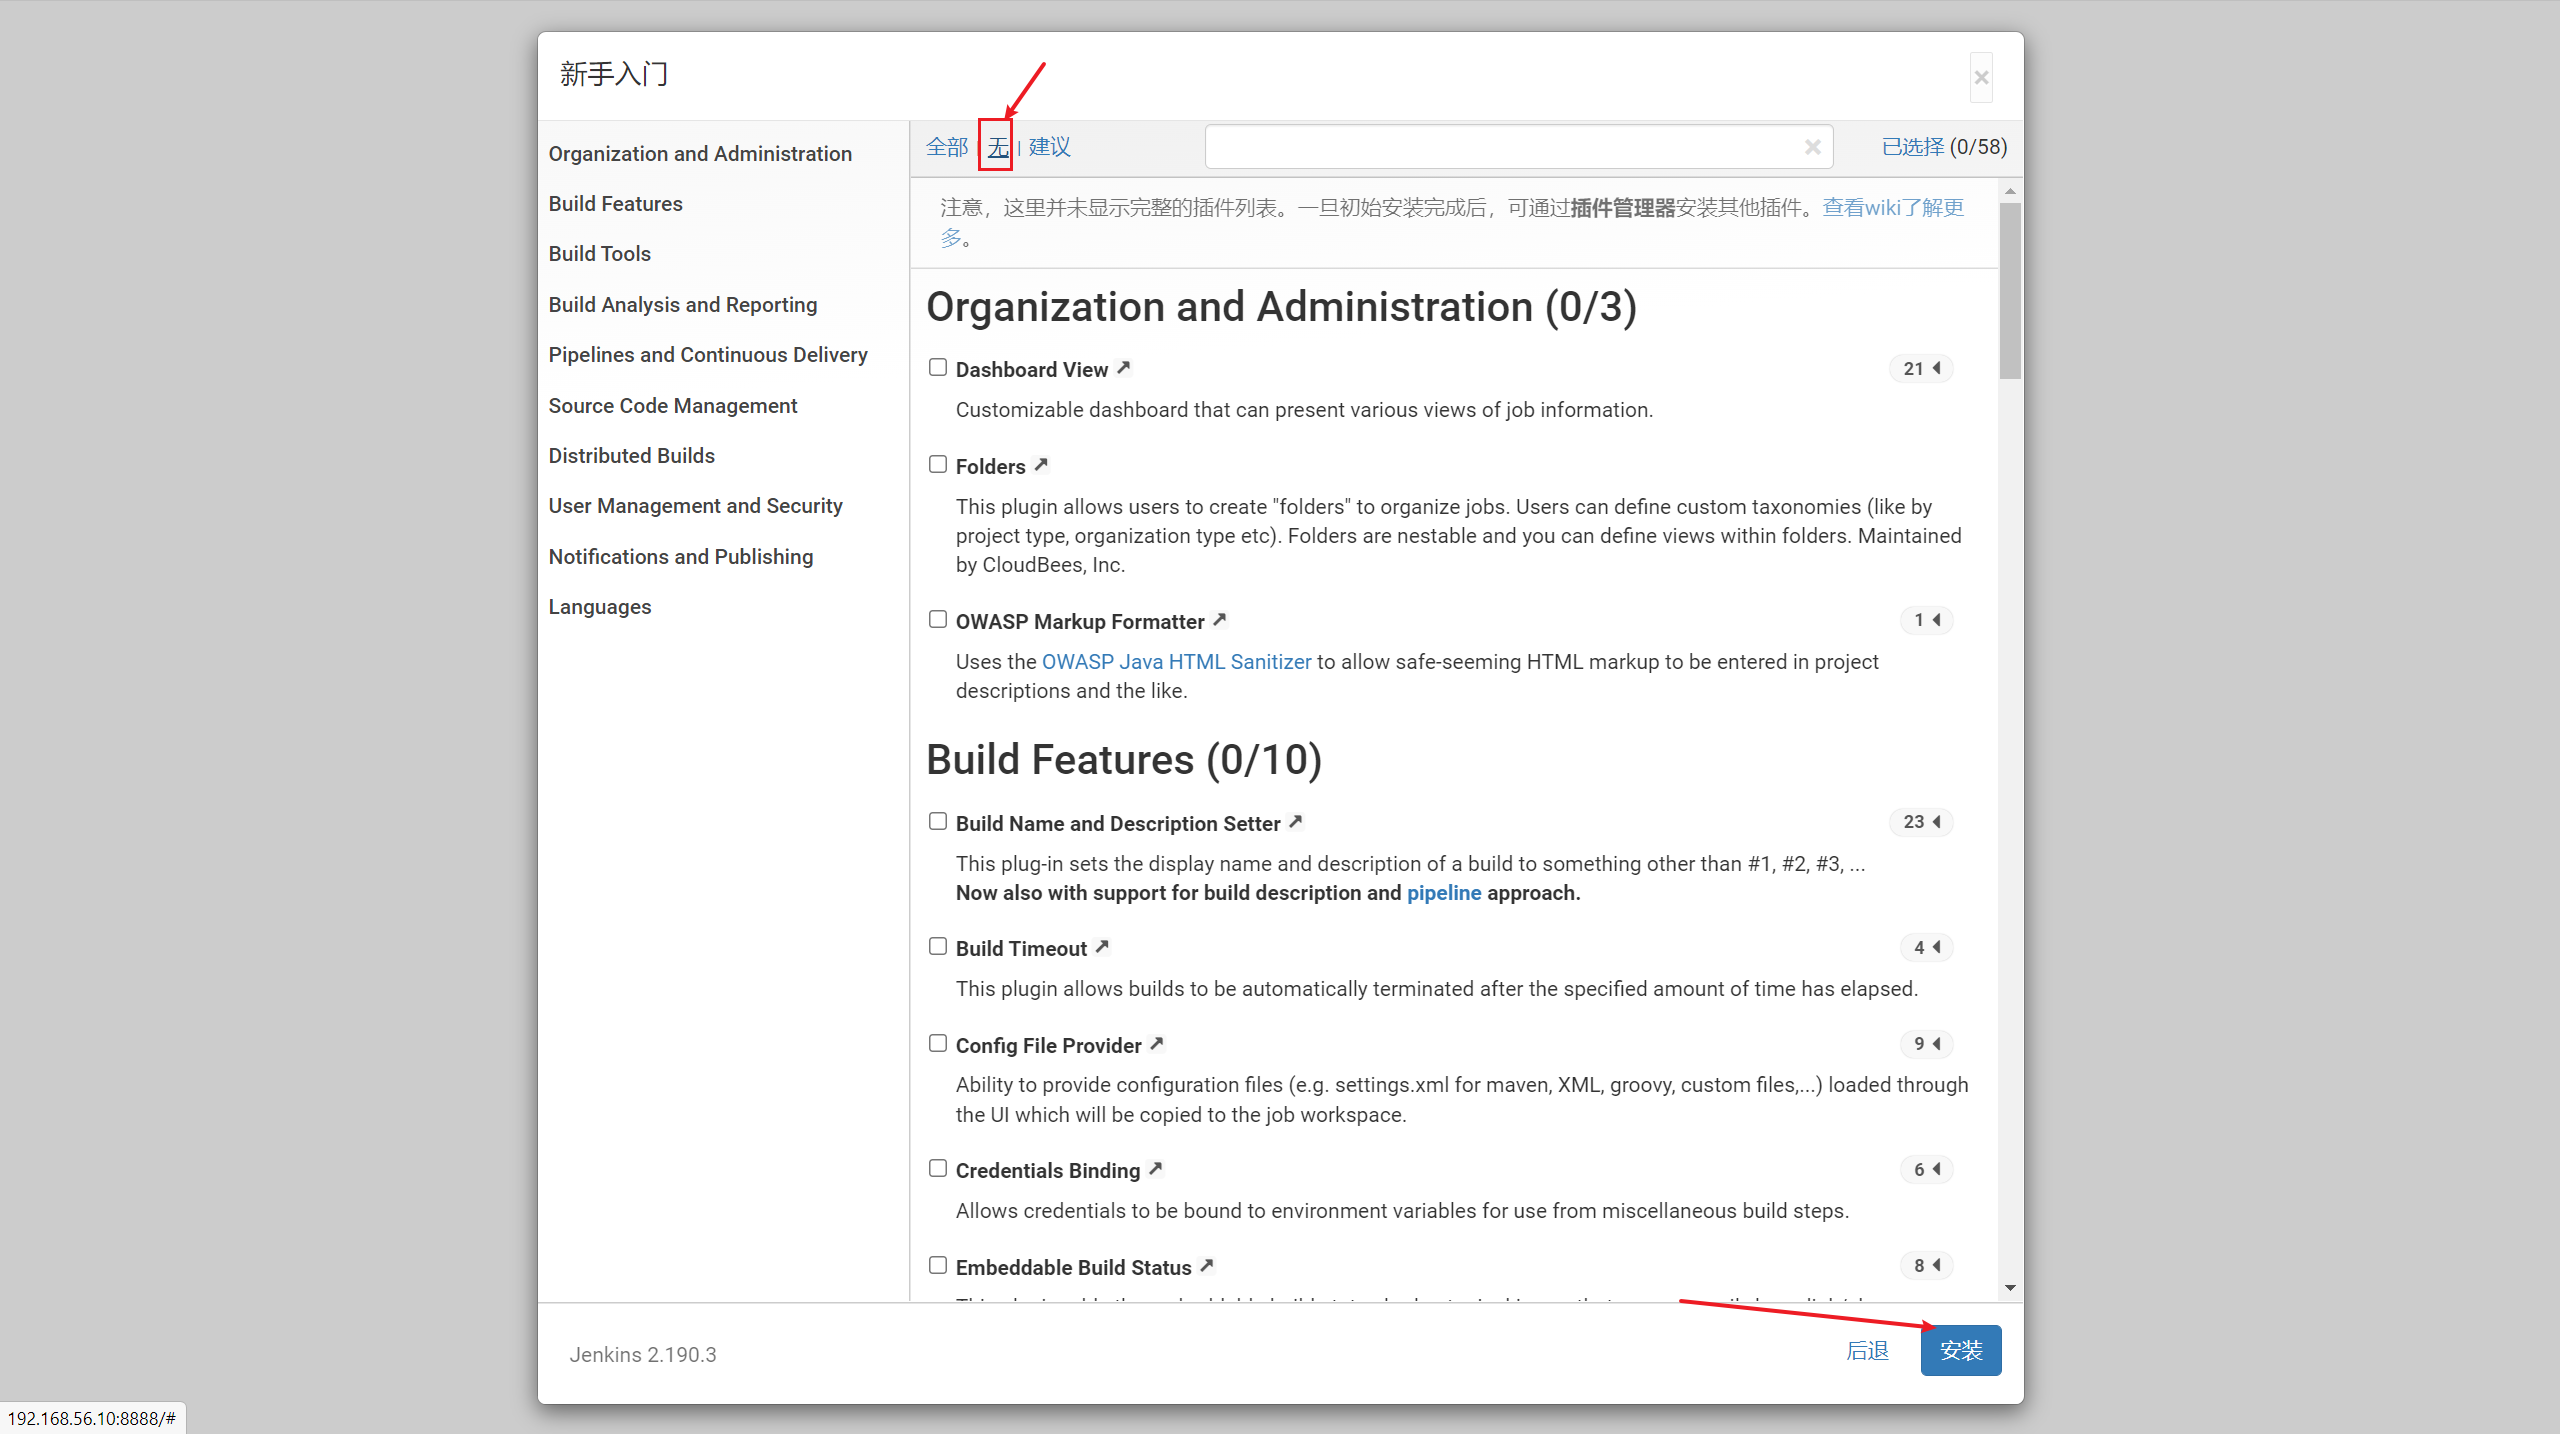 新手入门
×
Organization and Administration
Build Features
Build Tools
Build Analysis and Reporting
Pipelines and Continuous Delivery
Source Code Management
Distributed Builds
User Management and Security
Notifications and Publishing
Languages
全部 | 无 | 建议
已选择 (0/58)
注意，这里并未显示完整的插件列表。一旦初始安装完成后，可通过插件管理器安装其他插件。查看wiki了解更
多。
Organization and Administration (0/3)
Dashboard View
21
Customizable dashboard that can present various views of job information.
Folders
This plugin allows users to create "folders" to organize jobs. Users can define custom taxonomies (like by
project type, organization type etc). Folders are nestable and you can define views within folders. Maintained
by CloudBees, Inc.
OWASP Markup Formatter
1
Uses the OWASP Java HTML Sanitizer to allow safe-seeming HTML markup to be entered in project
descriptions and the like.
Build Features (0/10)
Build Name and Description Setter
23
This plug-in sets the display name and description of a build to something other than #1, #2, #3, ...
Now also with support for build description and pipeline approach.
Build Timeout
4
This plugin allows builds to be automatically terminated after the specified amount of time has elapsed.
Config File Provider
9
Ability to provide configuration files (e.g. settings.xml for maven, XML, groovy, custom files,...) loaded through
the UI which will be copied to the job workspace.
Credentials Binding
6
Allows credentials to be bound to environment variables for use from miscellaneous build steps.
Embeddable Build Status
8
Jenkins 2.190.3
后退
安装
192.168.56.10:8888/#